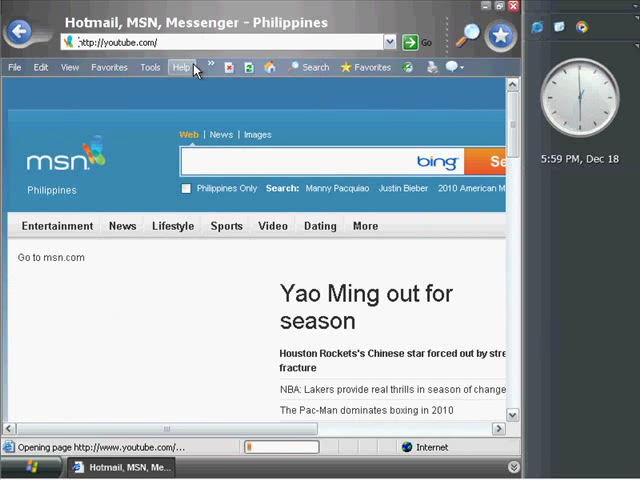 Hotmail, MSN, Messenger - Philippines
http://youtube.com/
Go
File Edit View Favorites Tools Help » Search Favorites
Web | News | Images
msn
Philippines
bing
Se
Philippines Only Search: Manny Pacquiao Justin Bieber 2010 American M
Entertainment News Lifestyle Sports Video Dating More
Go to msn.com
Yao Ming out for
season
Houston Rockets's Chinese star forced out by stre
fracture
NBA: Lakers provide real thrills in season of change
The Pac-Man dominates boxing in 2010
Opening page http://www.youtube.com/...
Internet
Hotmail, MSN, Me...
5:59 PM, Dec 18